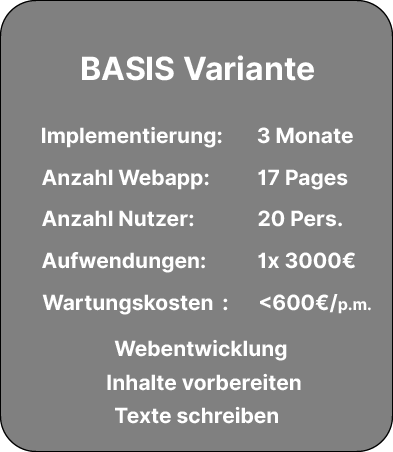 BASIS Variante
Implementierung: 3 Monate
Anzahl Webapp: 17 Pages
Anzahl Nutzer: 20 Pers.
Aufwendungen: 1x 3000€
Wartungskosten : <600€/p.m.
Webentwicklung
Inhalte vorbereiten
Texte schreiben